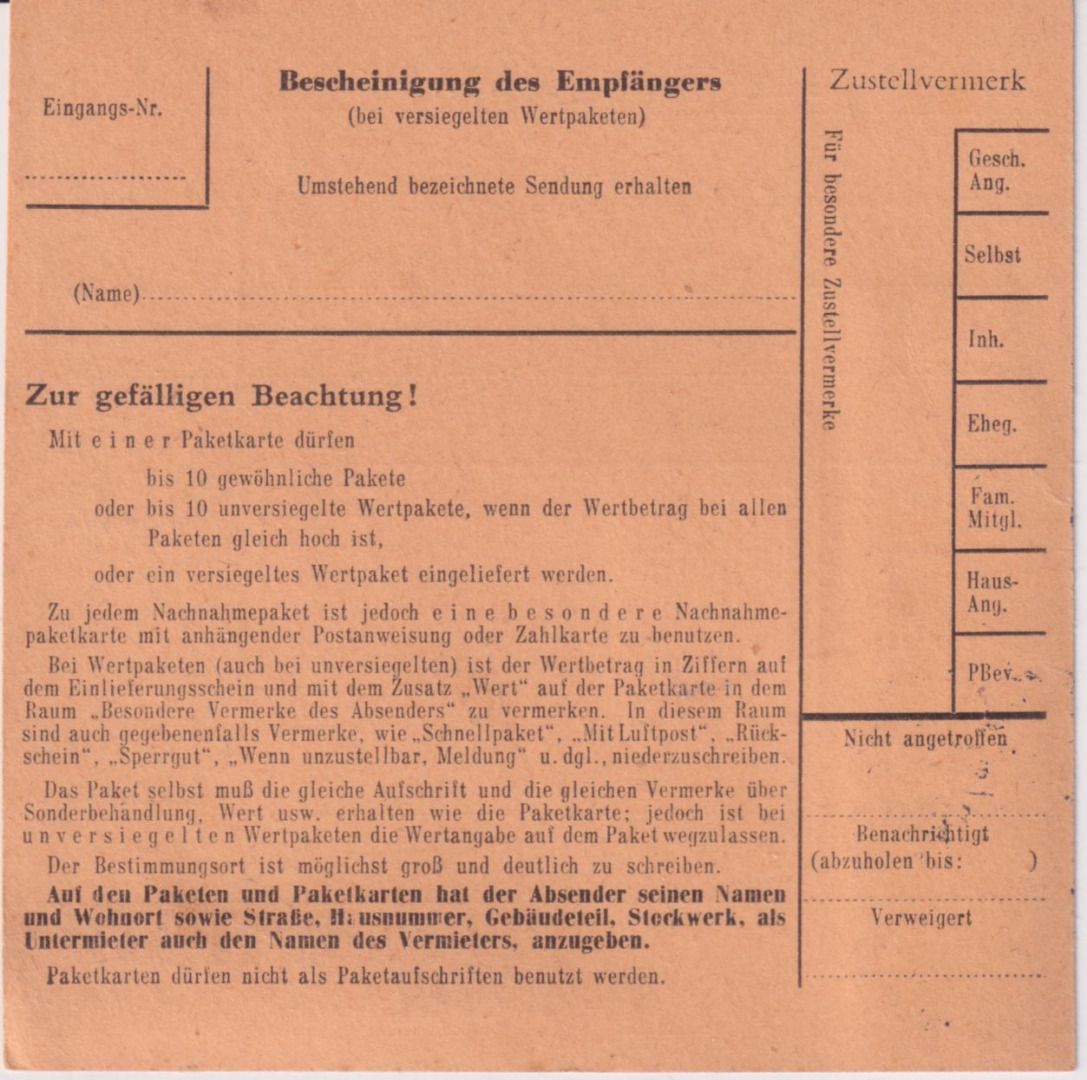 Eingangs-Nr.
Bescheinigung des Empfängers
(bei versiegelten Wertpaketen)
Umstehend bezeichnete Sendung erhalten
(Name)
Zur gefälligen Beachtung!
Mit einer Paketkarte dürfen
bis 10 gewöhnliche Pakete
oder bis 10 unversiegelte Wertpakete, wenn der Wertbetrag bei allen
Paketen gleich hoch ist,
oder ein versiegeltes Wertpaket eingeliefert werden.
Zu jedem Nachnahmepaket ist jedoch eine besondere Nachnahme-
paketkarte mit anhängender Postanweisung oder Zahlkarte zu benutzen.
Bei Wertpaketen (auch bei unversiegelten) ist der Wertbetrag in Ziffern auf
dem Einlieferungsschein und mit dem Zusatz „Wert“ auf der Paketkarte in dem
Raum „Besondere Vermerke des Absenders“ zu vermerken. In diesem Raum
sind auch gegebenenfalls Vermerke, wie „Schnellpaket“, „Mit Luftpost“, „Rück-
schein“, „Sperrgut“, „Wenn unzustellbar, Meldung“ u. dgl., niederzuschreiben.
Das Paket selbst muß die gleiche Aufschrift und die gleichen Vermerke über
Sonderbehandlung, Wert usw. erhalten wie die Paketkarte; jedoch ist bei
unversiegelten Wertpaketen die Wertangabe auf dem Paket wegzulassen.
Der Bestimmungsort ist möglichst groß und deutlich zu schreiben.
Auf den Paketen und Paketkarten hat der Absender seinen Namen
und Wohnort sowie Straße, Hausnummer, Gebäudeteil, Stockwerk, als
Untermieter auch den Namen des Vermieters, anzugeben.
Paketkarten dürfen nicht als Paketaufschriften benutzt werden.
Zustellvermerk
Für besondere Zustellvermerke
Gesch.
Ang.
Selbst
Inh.
Eheg.
Fam.
Mitgl.
Haus-
Ang.
PBev.
Nicht angetroffen
Benachrichtigt
(abzuholen bis: )
Verweigert